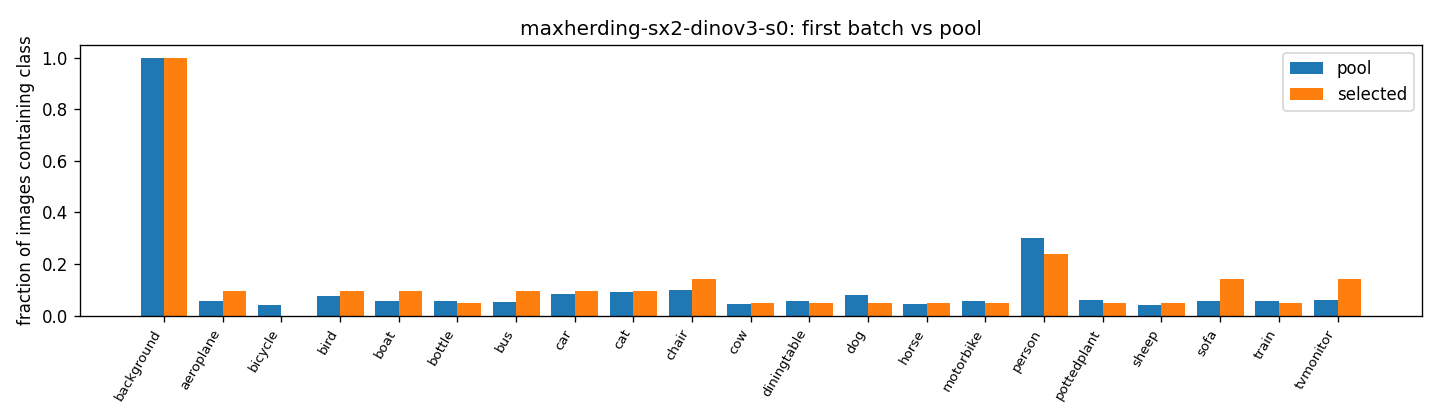 maxherding-sx2-dinov3-s0: first batch vs pool
fraction of images containing class
1.0
0.8
0.6
0.4
0.2
0.0
pool
selected
background
aeroplane
bicycle
bird
boat
bottle
bus
car
cat
chair
cow
diningtable
dog
horse
motorbike
person
pottedplant
sheep
sofa
train
tvmonitor